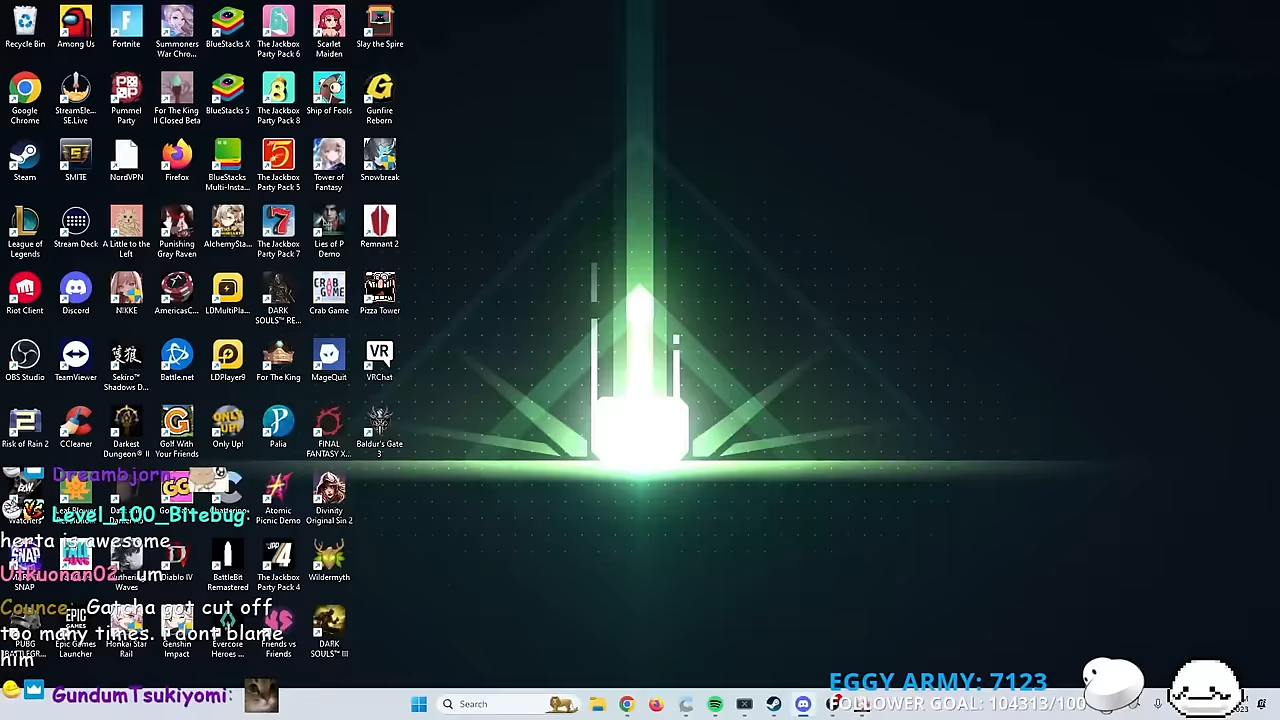 Recycle Bin
Among Us
Fortnite
Summoners War Chro...
BlueStacks X
The Jackbox Party Pack 6
Scarlet Maiden
Slay the Spire
Google Chrome
StreamEle... SE.Live
Pummel Party
For The King II Closed Beta
BlueStacks 5
The Jackbox Party Pack 8
Ship of Fools
Gunfire Reborn
Steam
SMITE
NordVPN
Firefox
BlueStacks Multi-Insta...
The Jackbox Party Pack 5
Tower of Fantasy
Snowbreak
League of Legends
Stream Deck
A Little to the Left
Punishing Gray Raven
AlchemySta...
The Jackbox Party Pack 7
Lies of P Demo
Remnant 2
Riot Client
Discord
NIKKE
AmericasC...
LDMultiPla...
DARK SOULS™ RE...
Crab Game
Pizza Tower
OBS Studio
TeamViewer
Sekiro™ Shadows D...
Battle.net
LDPlayer9
For The King
MageQuit
VRChat
Risk of Rain 2
CCleaner
Darkest Dungeon® II
Golf With Your Friends
Only Up!
Palia
FINAL FANTASY X...
Baldur's Gate 3
Atomic Picnic Demo
Divinity Original Sin 2
Diablo IV
BattleBit Remastered
The Jackbox Party Pack 4
Wildermyth
Epic Games Launcher
Honkai Star Rail
Genshin Impact
Evercore Heroes ...
Friends vs Friends
DARK SOULS™ III
Dreambjorn:
Level_100_Bitebug:
herta is awesome
Utkuonan02: um
Counce: Gatcha got cut off
too many times. i dont blame
him
GundumTsukiyomi:
Search
EGGY ARMY: 7123
FOLLOWER GOAL: 104313/100